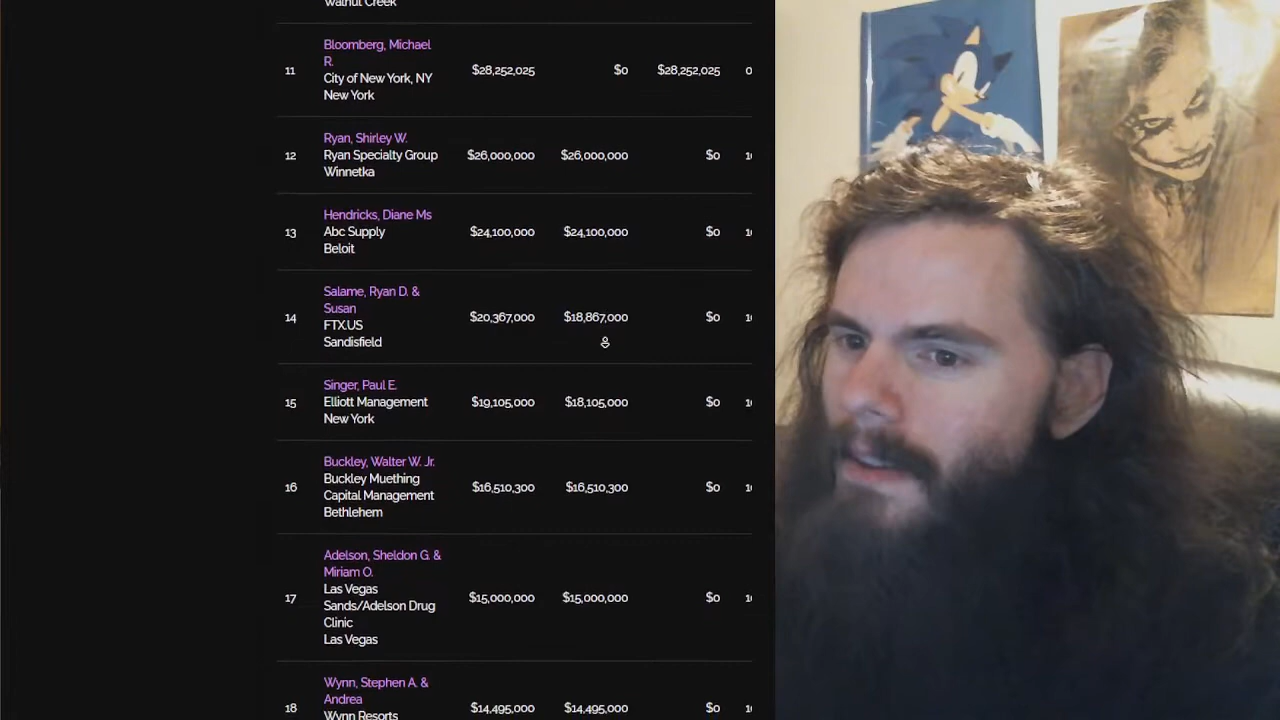 Walnut Creek
11
Bloomberg, Michael
R.
City of New York, NY
New York
$28,252,025
$0
$28,252,025
0
12
Ryan, Shirley W.
Ryan Specialty Group
Winnetka
$26,000,000
$26,000,000
$0
13
Hendricks, Diane Ms
Abc Supply
Beloit
$24,100,000
$24,100,000
$0
14
Salame, Ryan D. &
Susan
FTX.US
Sandisfield
$20,367,000
$18,867,000
$0
15
Singer, Paul E.
Elliott Management
New York
$19,105,000
$18,105,000
$0
16
Buckley, Walter W. Jr.
Buckley Muething
Capital Management
Bethlehem
$16,510,300
$16,510,300
$0
17
Adelson, Sheldon G. &
Miriam O.
Las Vegas
Sands/Adelson Drug
Clinic
Las Vegas
$15,000,000
$15,000,000
$0
18
Wynn, Stephen A. &
Andrea
Wynn Resorts
$14,495,000
$14,495,000
$0